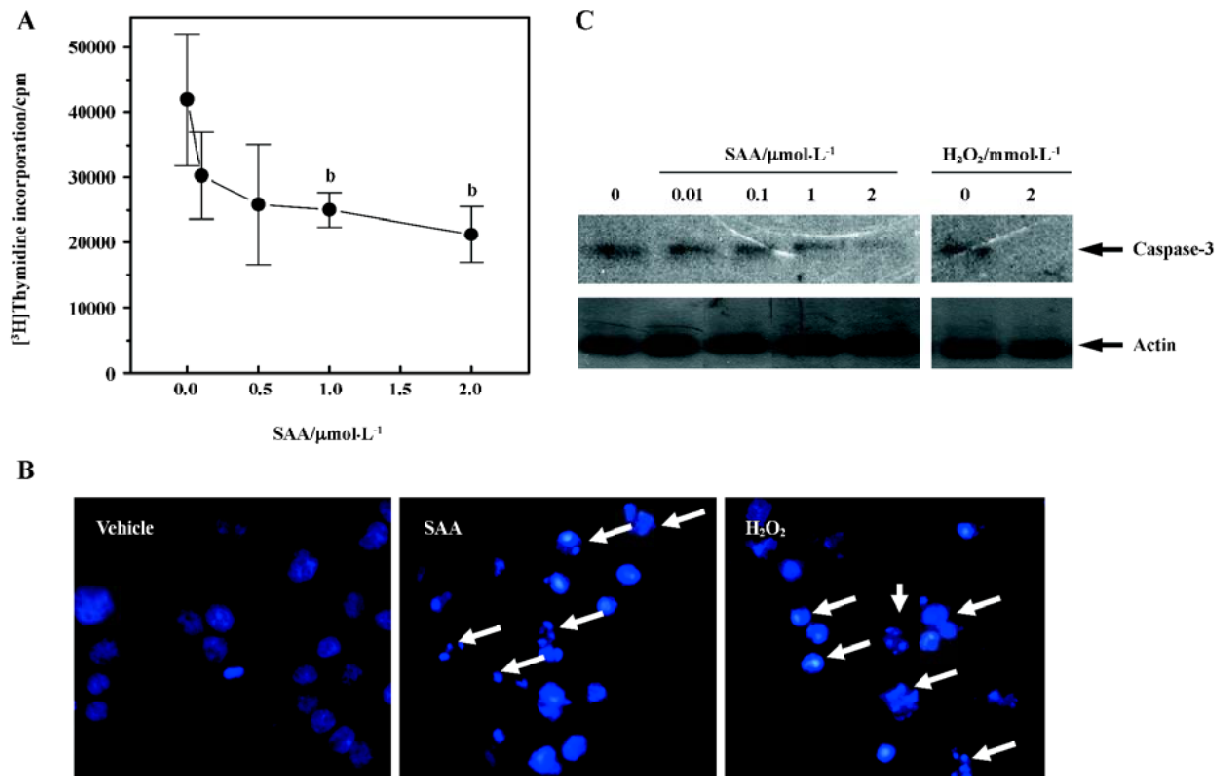 A
50000
40000
30000
20000
10000
0
[³H]Thymidine incorporation/cpm
b
b
0.0 0.5 1.0 1.5 2.0
SAA/μmol·L⁻¹
C
SAA/μmol·L⁻¹ H₂O₂/mmol·L⁻¹
0 0.01 0.1 1 2 0 2
Caspase-3
Actin
B
Vehicle
SAA
H₂O₂